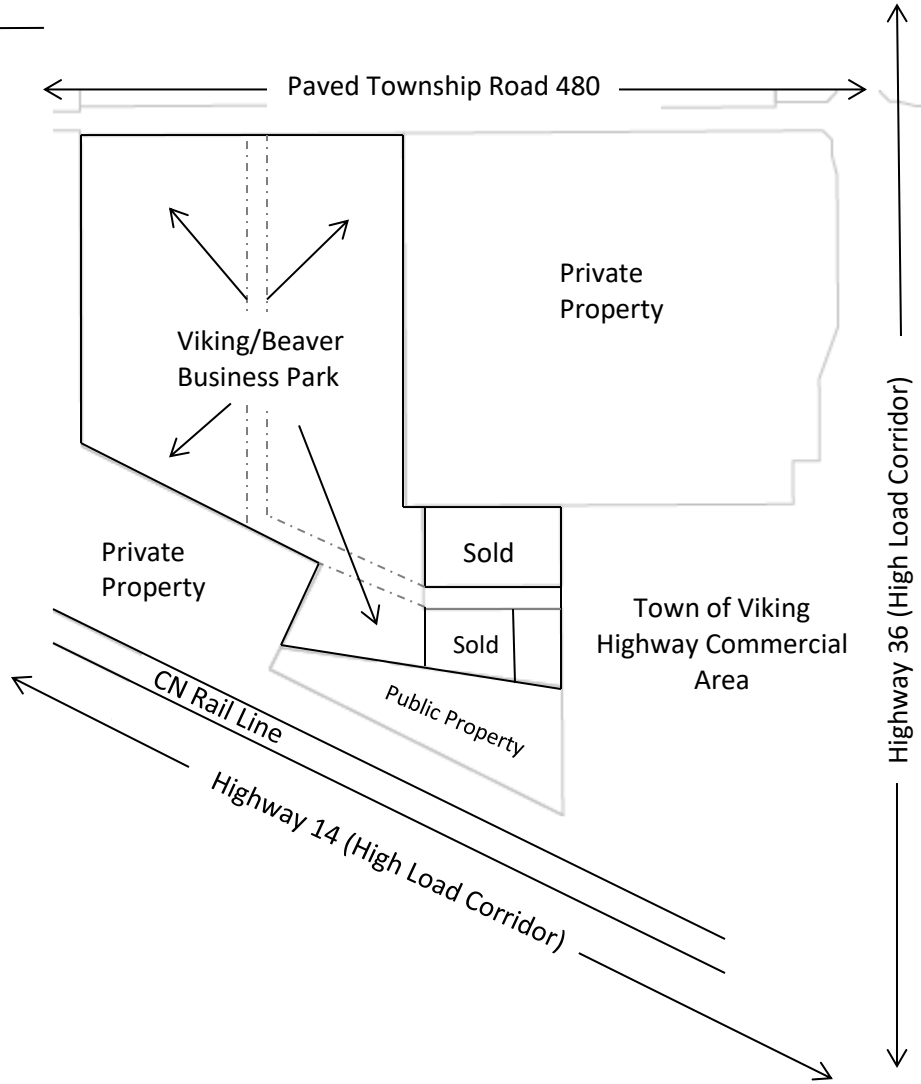 Paved Township Road 480
Private
Property
Viking/Beaver
Business Park
Highway 36 (High Load Corridor)
Sold
Private
Property
Town of Viking
Highway Commercial
Area
Sold
CN Rail Line
Public Property
Highway 14 (High Load Corridor)